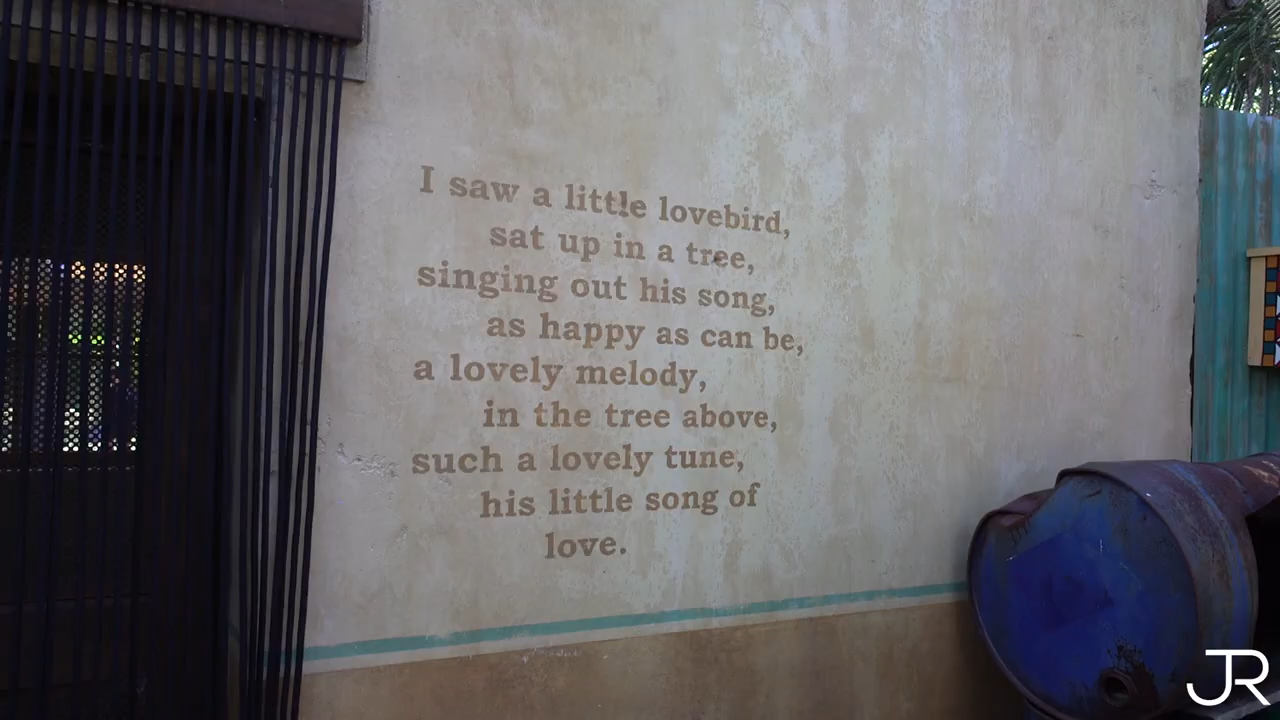 I saw a little lovebird,
sat up in a tree,
singing out his song,
as happy as can be,
a lovely melody,
in the tree above,
such a lovely tune,
his little song of
love.
JR